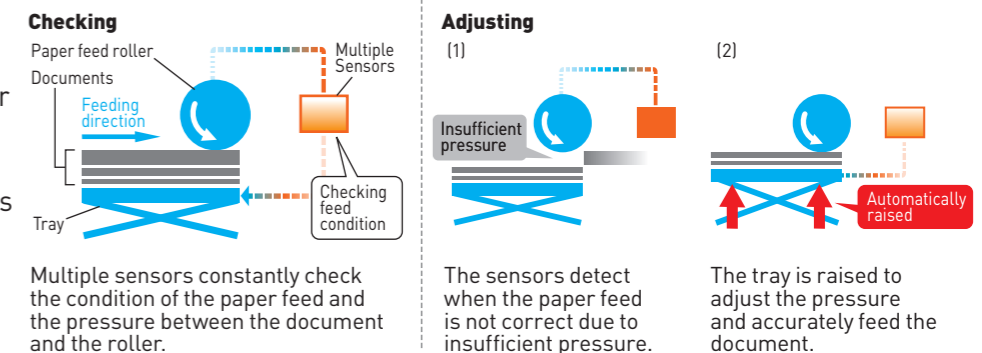 Checking
Paper feed roller
Documents
Feeding
direction
Multiple
Sensors
Tray
Checking
feed
condition
Multiple sensors constantly check
the condition of the paper feed and
the pressure between the document
and the roller.
r
s
Adjusting
(1)
Insufficient
pressure
The sensors detect
when the paper feed
is not correct due to
insufficient pressure.
(2)
Automatically
raised
The tray is raised to
adjust the pressure
and accurately feed the
document.